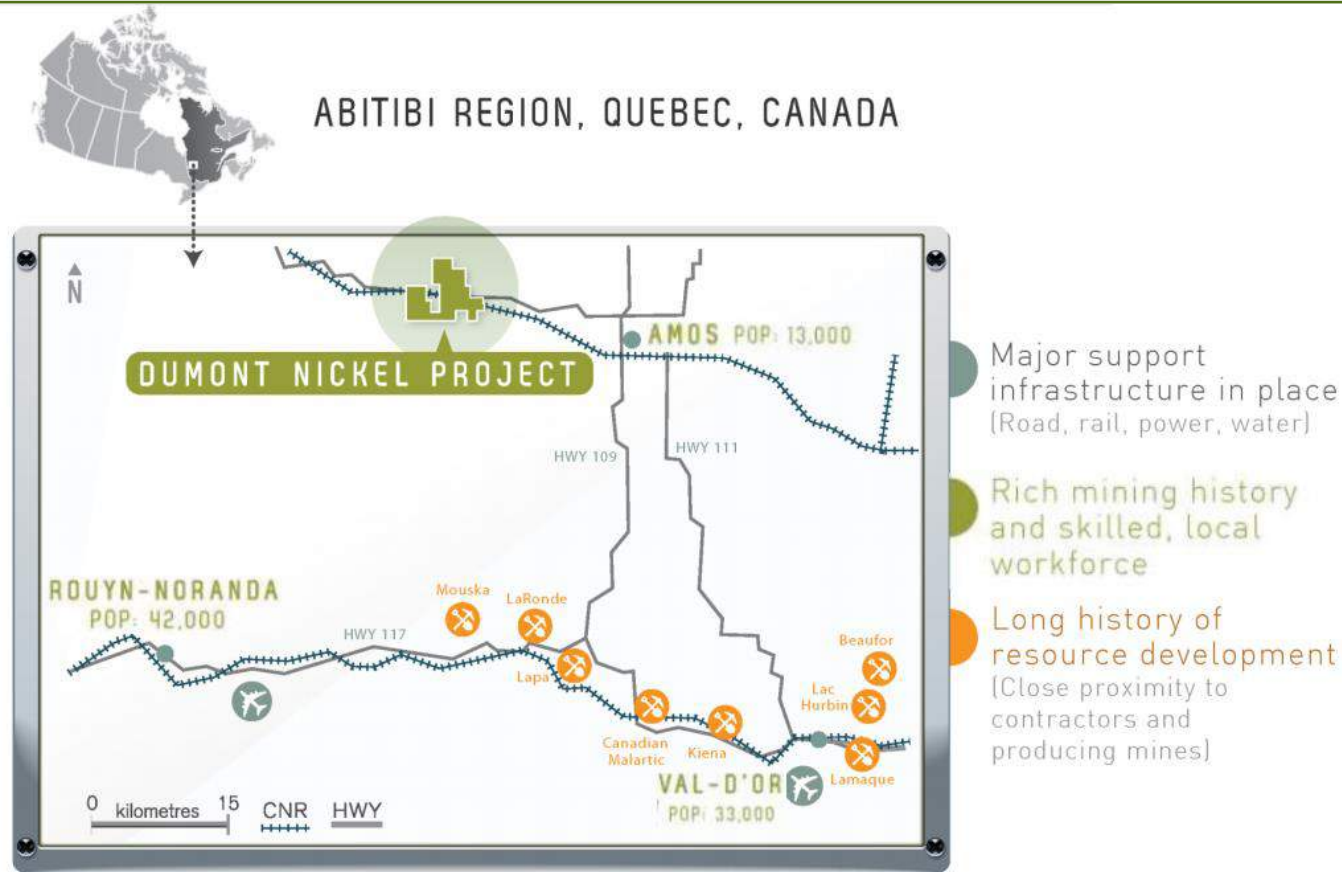 ABITIBI REGION, QUEBEC, CANADA
N
DUMONT NICKEL PROJECT
AMOS POP: 13,000
HWY 109
HWY 111
ROUYN-NORANDA
POP: 42,000
HWY 117
Mouska
LaRonde
Lapa
Canadian
Malartic
Kiena
Beaufor
Lac
Hurbin
Lamaque
VAL-D'OR
POP: 33,000
0 kilometres 15
CNR
HWY
Major support
infrastructure in place
(Road, rail, power, water)
Rich mining history
and skilled, local
workforce
Long history of
resource development
(Close proximity to
contractors and
producing mines)